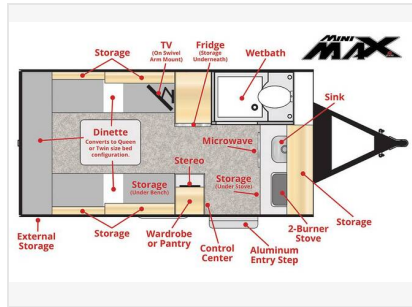 MINI
MAX
TV
(On Swivel
Arm Mount)
Fridge
(Storage
Underneath)
Storage
Wetbath
Sink
Dinette
Converts to Queen
or Twin size bed
configuration.
Microwave
Stereo
Storage
(Under Bench)
Storage
(Under Stove)
External
Storage
Storage
Wardrobe
or Pantry
Control
Center
Aluminum
Entry Step
2-Burner
Stove
Storage